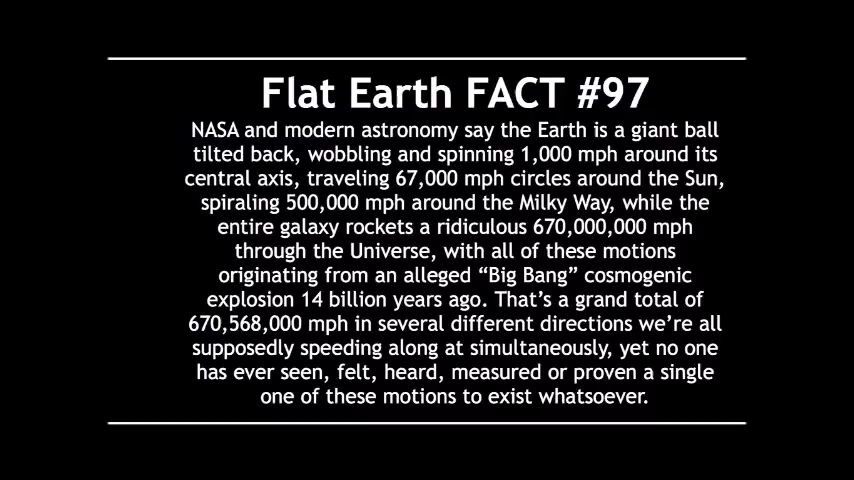 Flat Earth FACT #97
NASA and modern astronomy say the Earth is a giant ball
tilted back, wobbling and spinning 1,000 mph around its
central axis, traveling 67,000 mph circles around the Sun,
spiraling 500,000 mph around the Milky Way, while the
entire galaxy rockets a ridiculous 670,000,000 mph
through the Universe, with all of these motions
originating from an alleged “Big Bang” cosmogenic
explosion 14 billion years ago. That’s a grand total of
670,568,000 mph in several different directions we’re all
supposedly speeding along at simultaneously, yet no one
has ever seen, felt, heard, measured or proven a single
one of these motions to exist whatsoever.